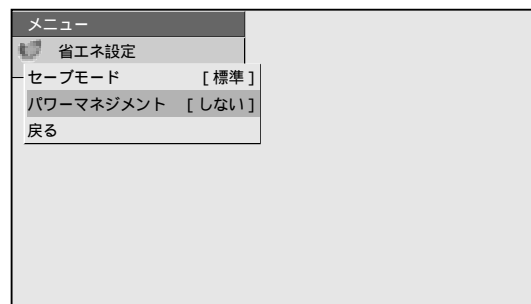 メニュー
省エネ設定
セーブモード [ 標準 ]
パワーマネジメント [ しない ]
戻る